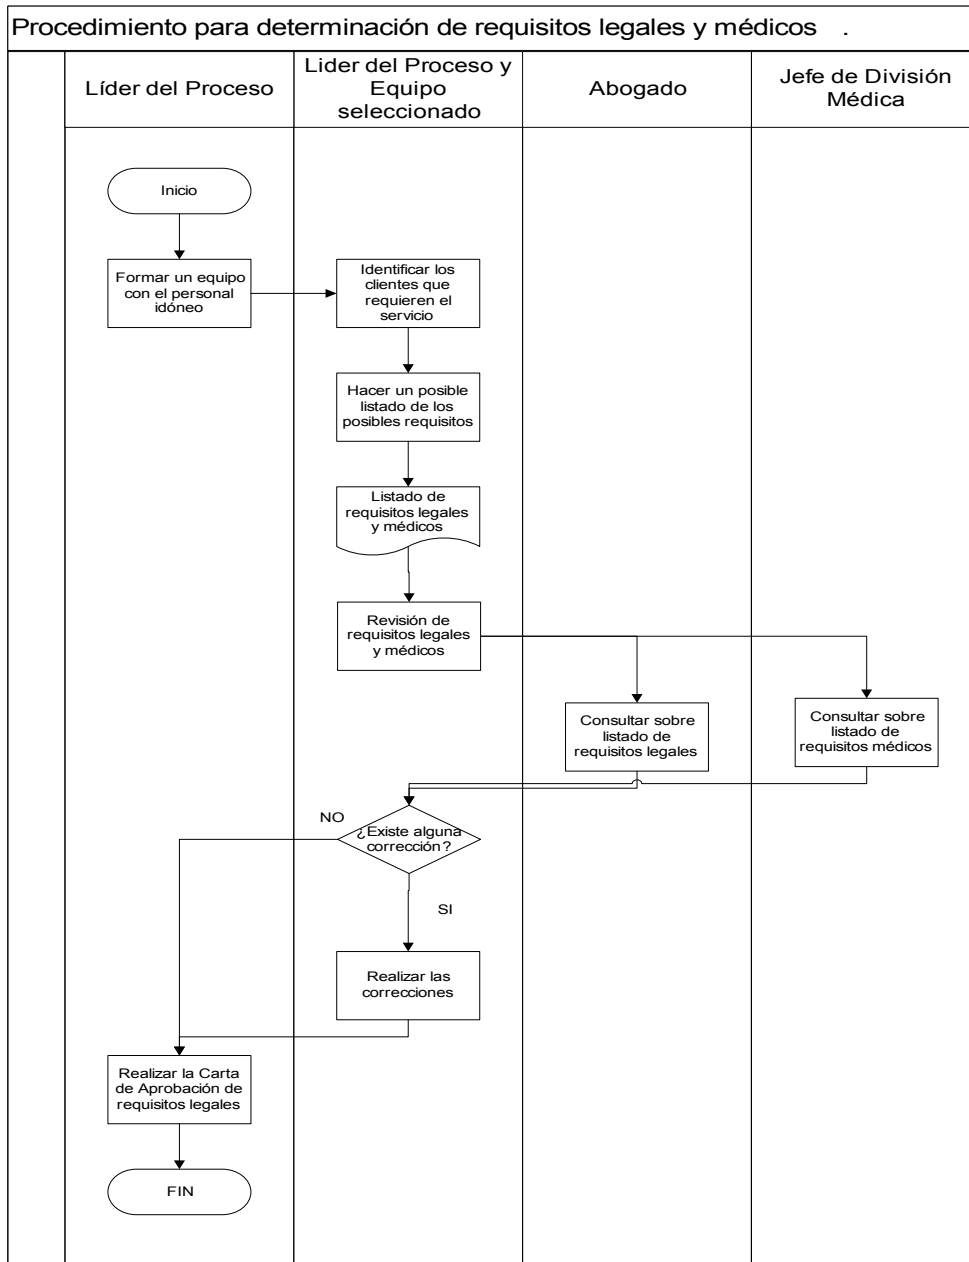 Procedimiento para determinación de requisitos legales y médicos .
Líder del Proceso
Lider del Proceso y
Equipo
seleccionado
Abogado
Jefe de División
Médica
Inicio
Formar un equipo
con el personal
idóneo
Identificar los
clientes que
requieren el
servicio
Hacer un posible
listado de los
posibles requisitos
Listado de
requisitos legales
y médicos
Revisión de
requisitos legales
y médicos
Consultar sobre
listado de
requisitos legales
Consultar sobre
listado de
requisitos médicos
NO
¿Existe alguna
corrección?
SI
Realizar las
correcciones
Realizar la Carta
de Aprobación de
requisitos legales
FIN